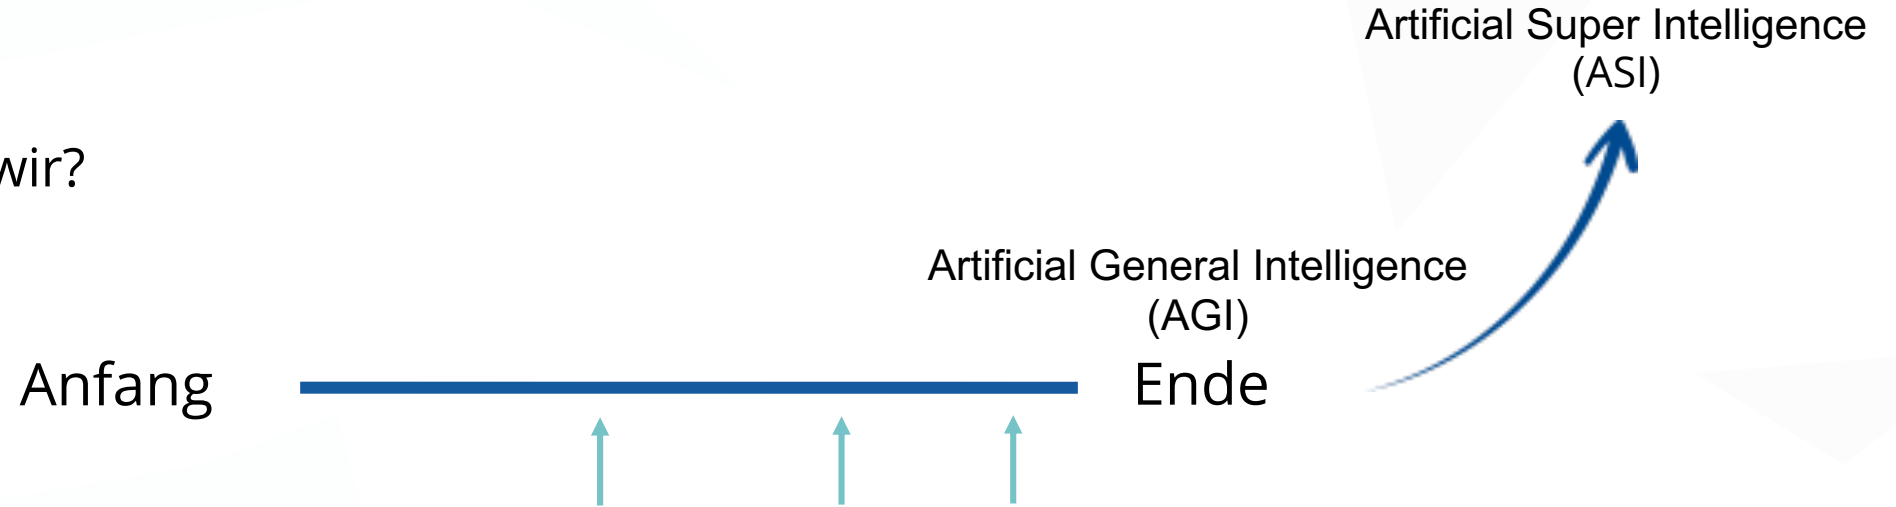 Artificial Super Intelligence
(ASI)
wir?
Artificial General Intelligence
(AGI)
Anfang
Ende